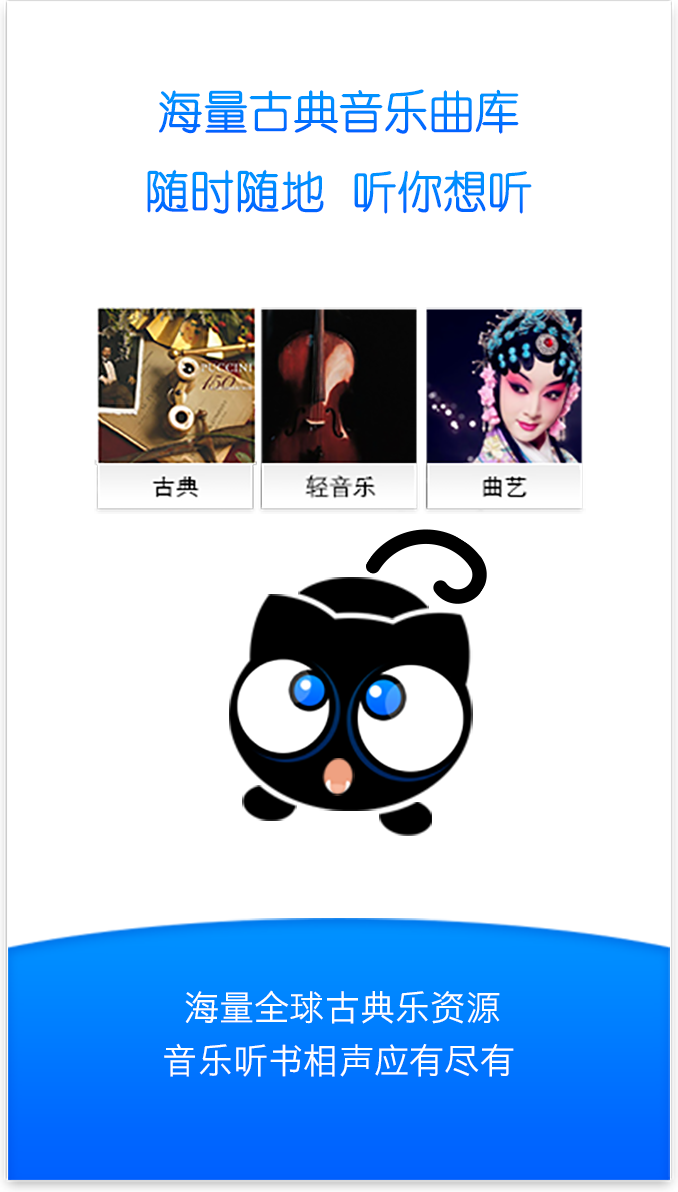 海量古典音乐曲库
随时随地 听你想听
PUCCINI
150
古典
轻音乐
曲艺
海量全球古典乐资源
音乐听书相声应有尽有